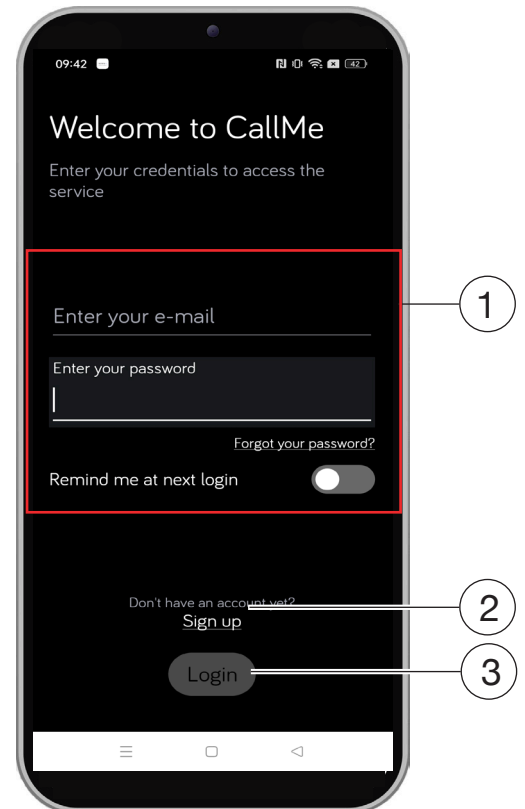 09:42
42
Welcome to CallMe
Enter your credentials to access the
service
Enter your e-mail
1
Enter your password
Forgot your password?
Remind me at next login
Don't have an account yet?
2
Sign up
Login
3